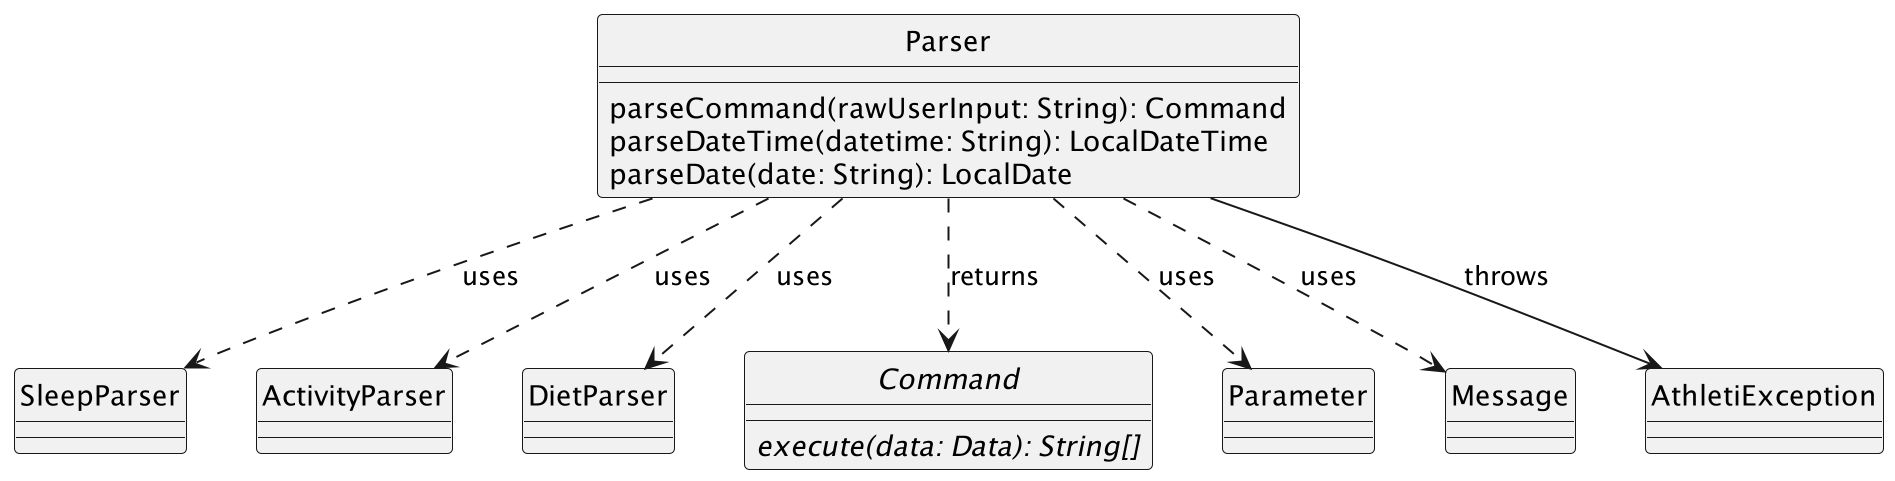 Parser
parseCommand(rawUserInput: String): Command
parseDateTime(datetime: String): LocalDateTime
parseDate(date: String): LocalDate
uses
uses
uses
returns
uses
uses
throws
SleepParser
ActivityParser
DietParser
Command
execute(data: Data): String[]
Parameter
Message
AthletiException